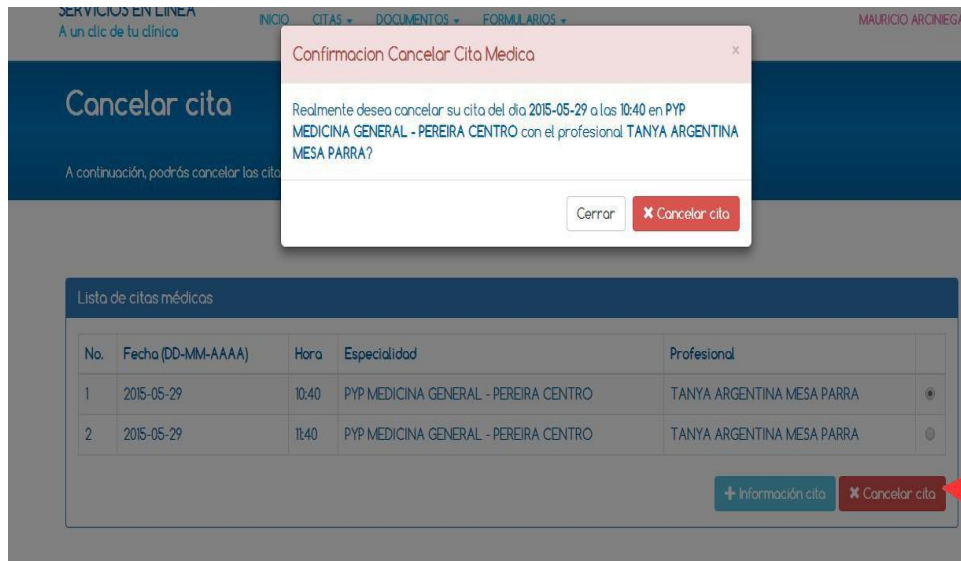 SERVICIOS EN LINEA
A un clic de tu clínica
INICIO CITAS DOCUMENTOS FORMULARIOS
MAURICIO ARCINIEGA
Confirmacion Cancelar Cita Medica x
Realmente desea cancelar su cita del dia 2015-05-29 a las 10:40 en PYP
MEDICINA GENERAL - PEREIRA CENTRO con el profesional TANYA ARGENTINA
MESA PARRA?
Cerrar ✖ Cancelar cita
Cancelar cita
A continuación, podrás cancelar las cita
Lista de citas médicas
No. Fecha (DD-MM-AAAA) Hora Especialidad Profesional
1 2015-05-29 10:40 PYP MEDICINA GENERAL - PEREIRA CENTRO TANYA ARGENTINA MESA PARRA
2 2015-05-29 11:40 PYP MEDICINA GENERAL - PEREIRA CENTRO TANYA ARGENTINA MESA PARRA
+ Información cita ✖ Cancelar cita